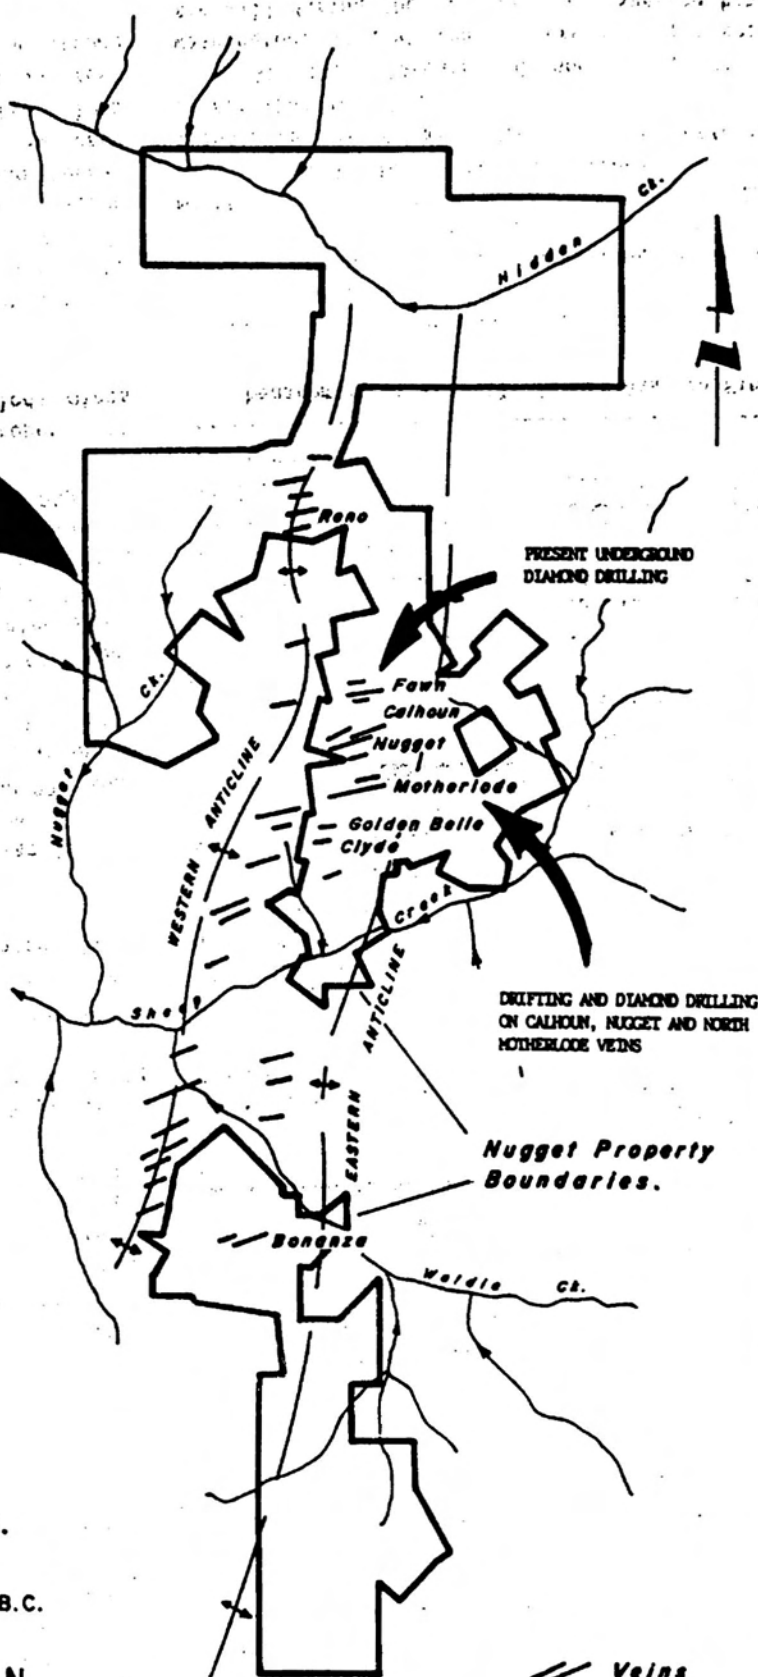 Hidden Ck.
Reno
PRESENT UNDERGROUND
DIAMOND DRILLING
Fawn
Calhoun
Nugget
Motherlode
Golden Belle
Clyde
Nugget Ck.
WESTERN ANTICLINE
Sheep Creek
EASTERN ANTICLINE
DRIFTING AND DIAMOND DRILLING
ON CALHOUN, NUGGET AND NORTH
MOTHERLODE VEINS
Nugget Property
Boundaries.
Bonanza
Waldie Ck.
B.C.
N
Veins